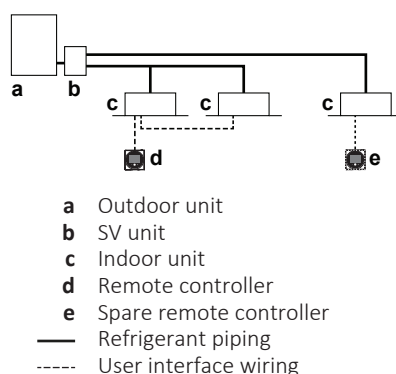 a
b
c
c
c
d
e
a Outdoor unit
b SV unit
c Indoor unit
d Remote controller
e Spare remote controller
Refrigerant piping
User interface wiring